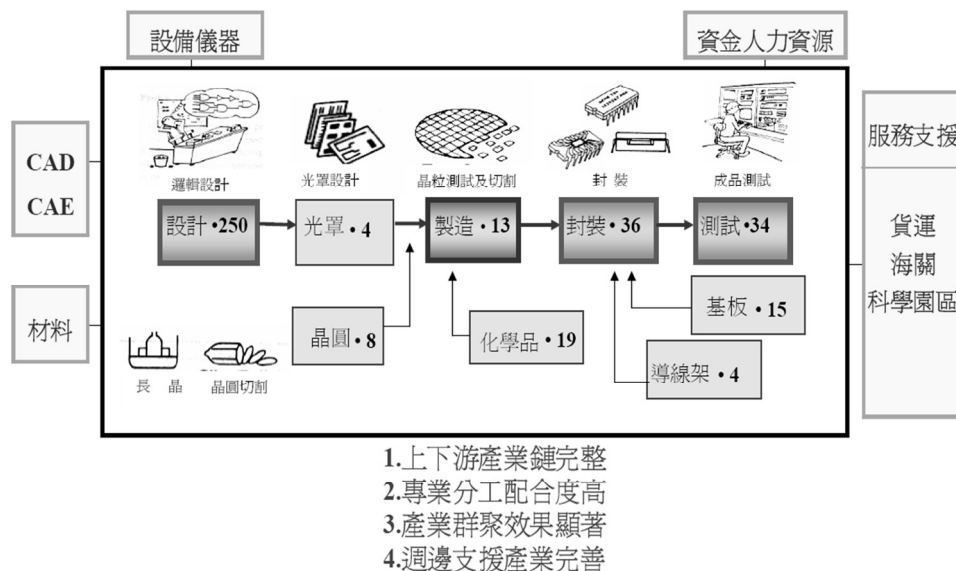 設備儀器
資金人力資源
CAD
CAE
材料
服務支援
貨運
海關
科學園區
邏輯設計
光罩設計
晶粒測試及切割
封 裝
成品測試
設計•250
光罩•4
製造•13
封裝•36
測試•34
晶圓•8
化學品•19
基板•15
導線架•4
長 晶
晶圓切割
1.上下游產業鏈完整
2.專業分工配合度高
3.產業群聚效果顯著
4.週邊支援產業完善